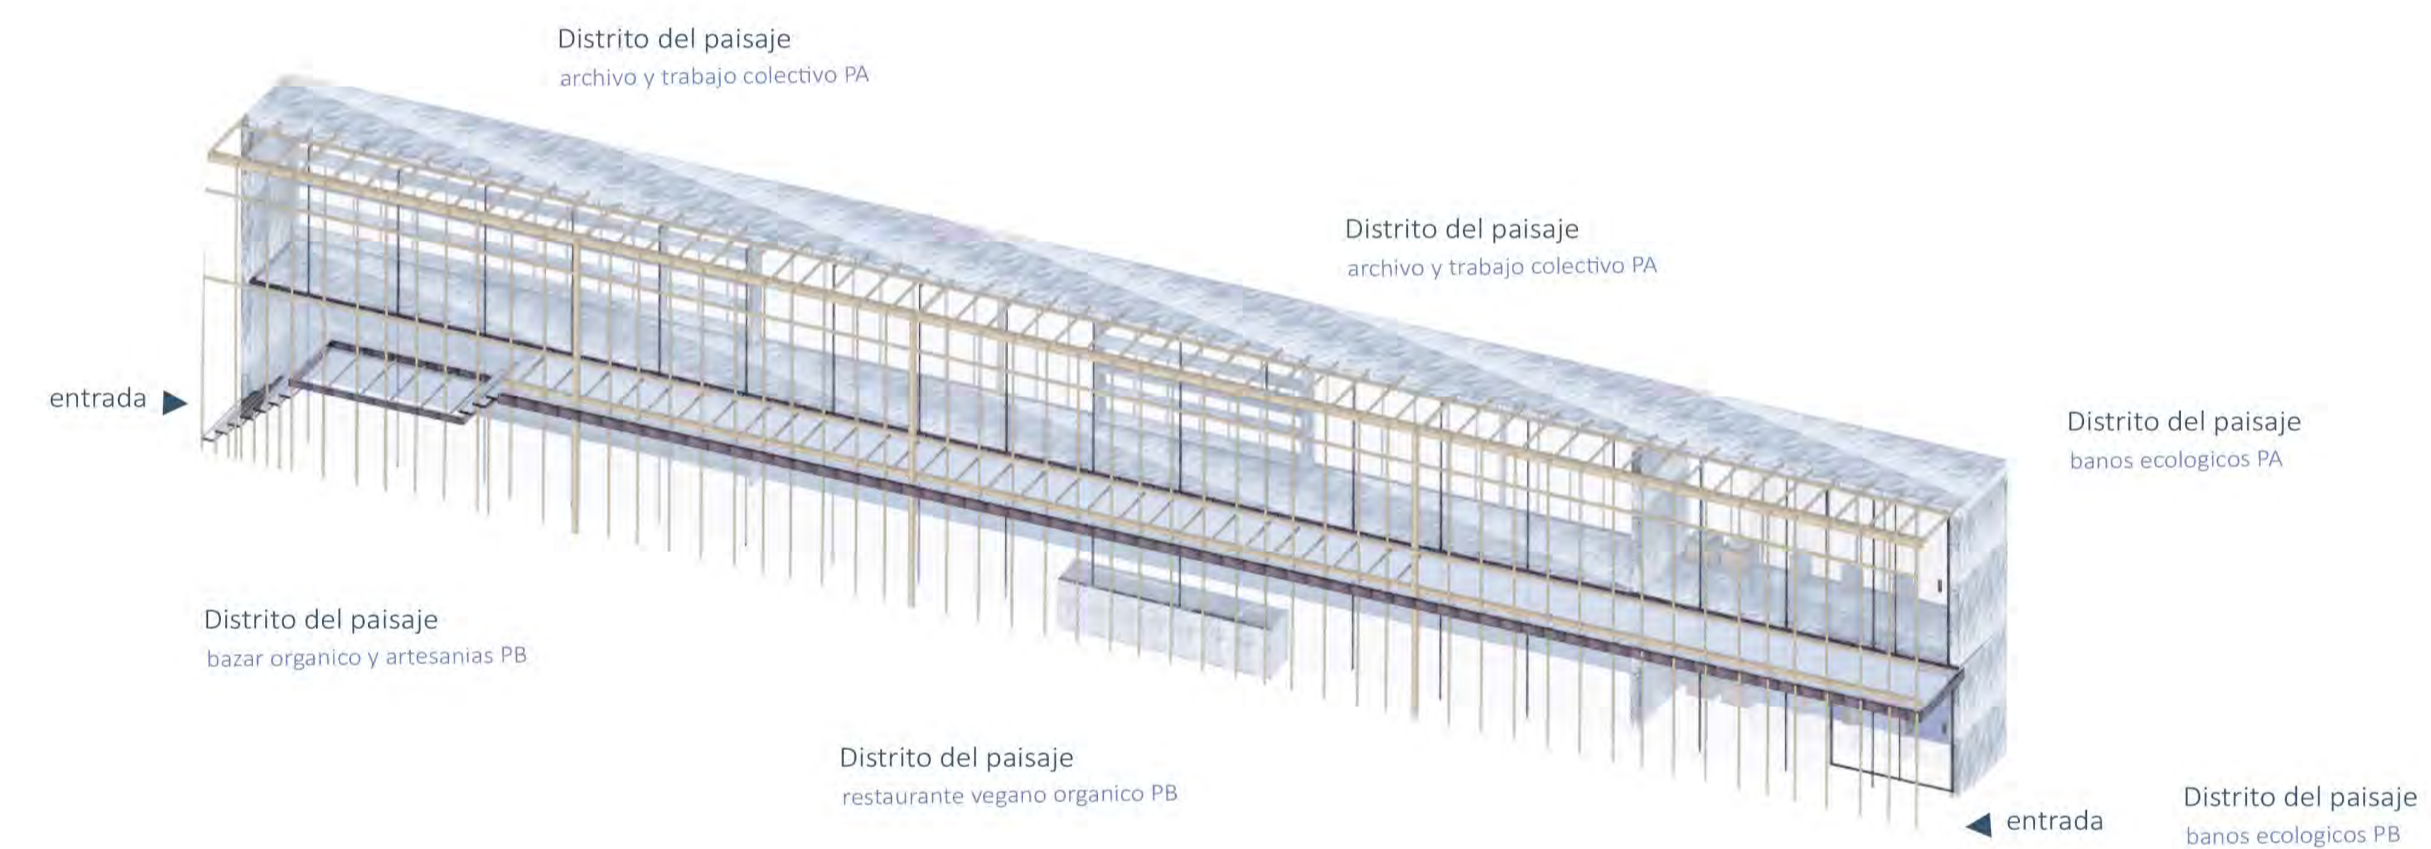 Distrito del paisaje
archivo y trabajo colectivo PA
Distrito del paisaje
archivo y trabajo colectivo PA
entrada
Distrito del paisaje
banos ecologicos PA
Distrito del paisaje
bazar organico y artesanias PB
Distrito del paisaje
restaurante vegano organico PB
entrada
Distrito del paisaje
banos ecologicos PB